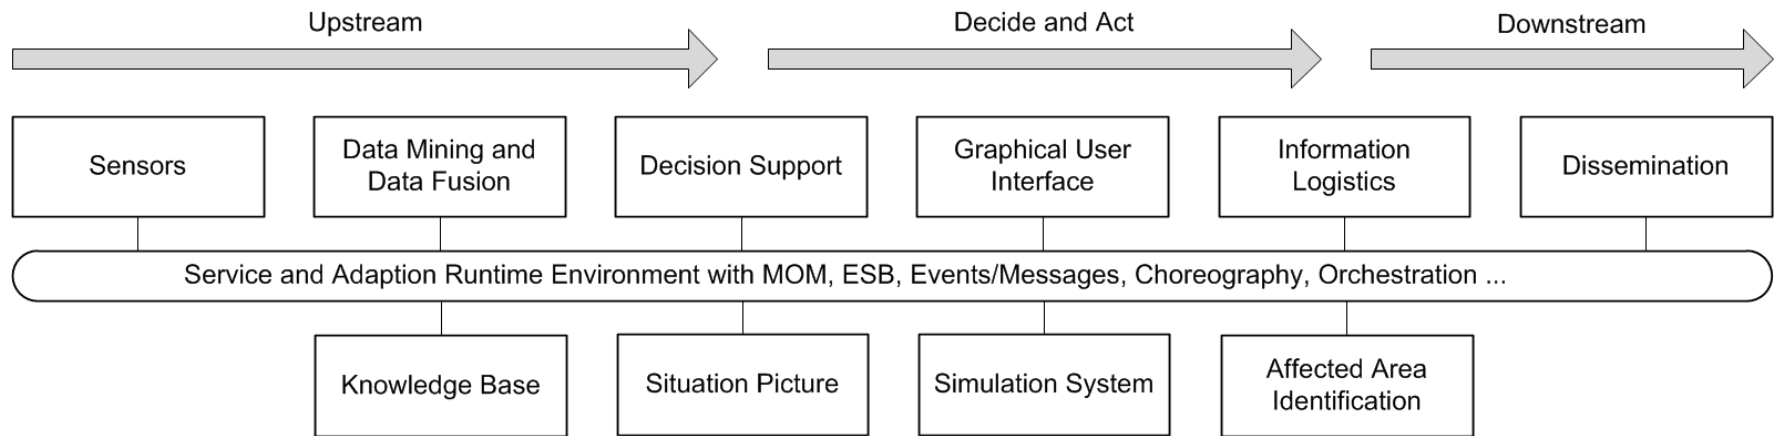 Upstream
Decide and Act
Downstream
Sensors
Data Mining and
Data Fusion
Decision Support
Graphical User
Interface
Information
Logistics
Dissemination
Service and Adaption Runtime Environment with MOM, ESB, Events/Messages, Choreography, Orchestration ...
Knowledge Base
Situation Picture
Simulation System
Affected Area
Identification